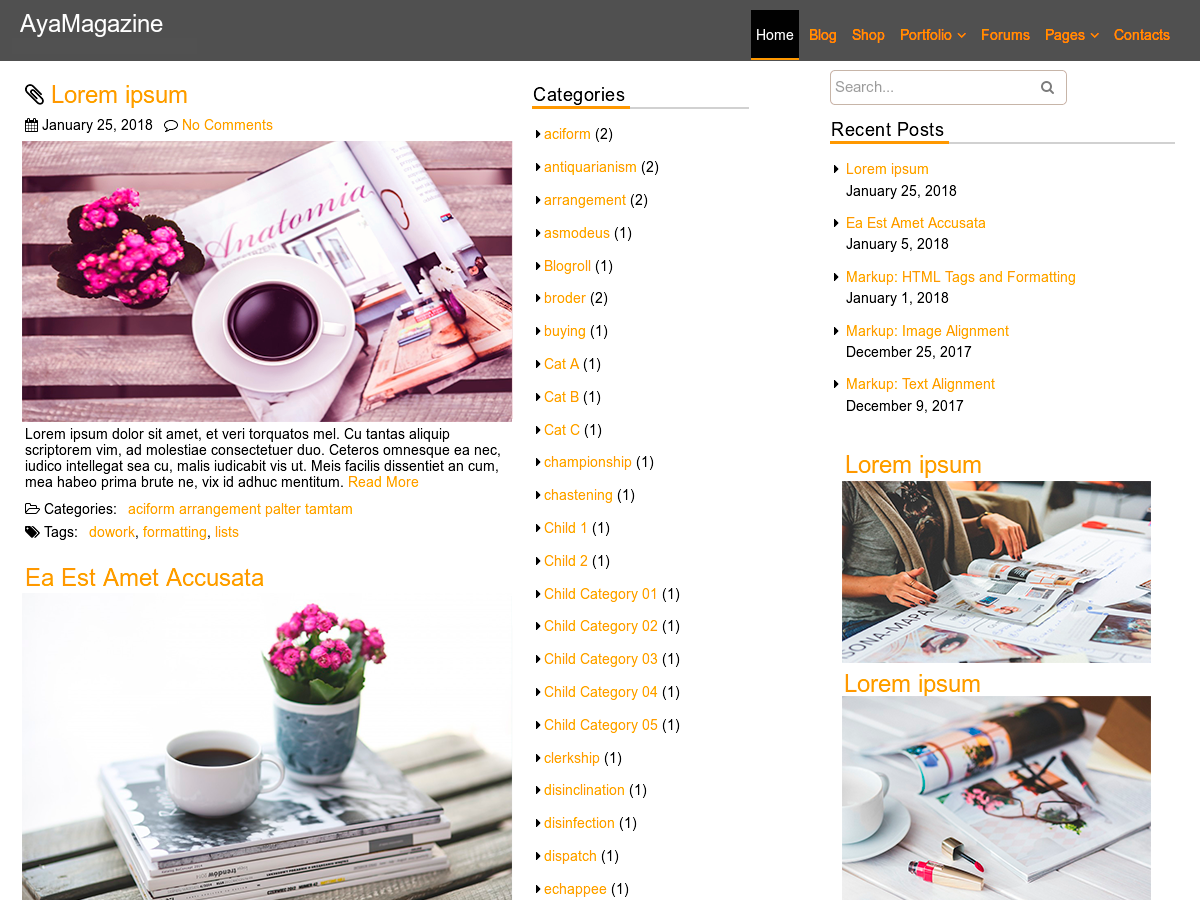 AyaMagazine
Home Blog Shop Portfolio Forums Pages Contacts
Lorem ipsum
January 25, 2018 No Comments
Anatomia
Lorem ipsum dolor sit amet, et veri torquatos mel. Cu tantas aliquip
scriptorem vim, ad molestiae consectetuer duo. Ceteros omnesque ea nec,
iudico intellegat sea cu, malis iudicabit vis ut. Meis facilis dissentiet an cum,
mea habeo prima brute ne, vix id adhuc mentitum. Read More
Categories: aciform arrangement palter tamtam
Tags: dowork, formatting, lists
Ea Est Amet Accusata
trendów
Categories
aciform (2)
antiquarianism (2)
arrangement (2)
asmodeus (1)
Blogroll (1)
broder (2)
buying (1)
Cat A (1)
Cat B (1)
Cat C (1)
championship (1)
chastening (1)
Child 1 (1)
Child 2 (1)
Child Category 01 (1)
Child Category 02 (1)
Child Category 03 (1)
Child Category 04 (1)
Child Category 05 (1)
clerkship (1)
disinclination (1)
disinfection (1)
dispatch (1)
echappee (1)
Search...
Recent Posts
Lorem ipsum
January 25, 2018
Ea Est Amet Accusata
January 5, 2018
Markup: HTML Tags and Formatting
January 1, 2018
Markup: Image Alignment
December 25, 2017
Markup: Text Alignment
December 9, 2017
Lorem ipsum
SONA-MAPA
Lorem ipsum